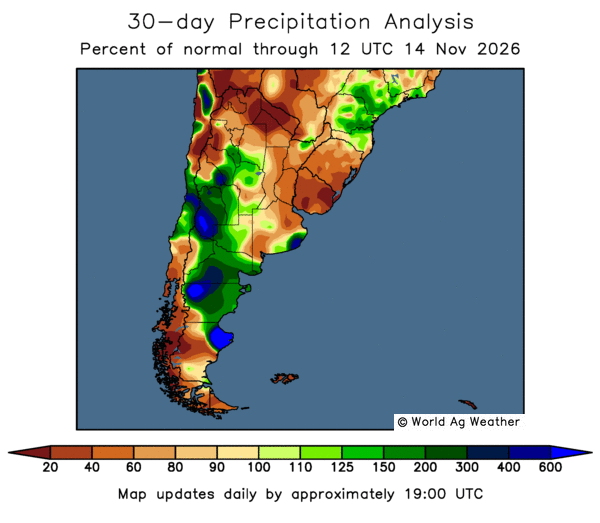 30-day Precipitation Analysis
Percent of normal through 12 UTC 14 Nov 2026
© World Ag Weather
20 40 60 80 90 100 110 125 150 200 300 400 600
Map updates daily by approximately 19:00 UTC